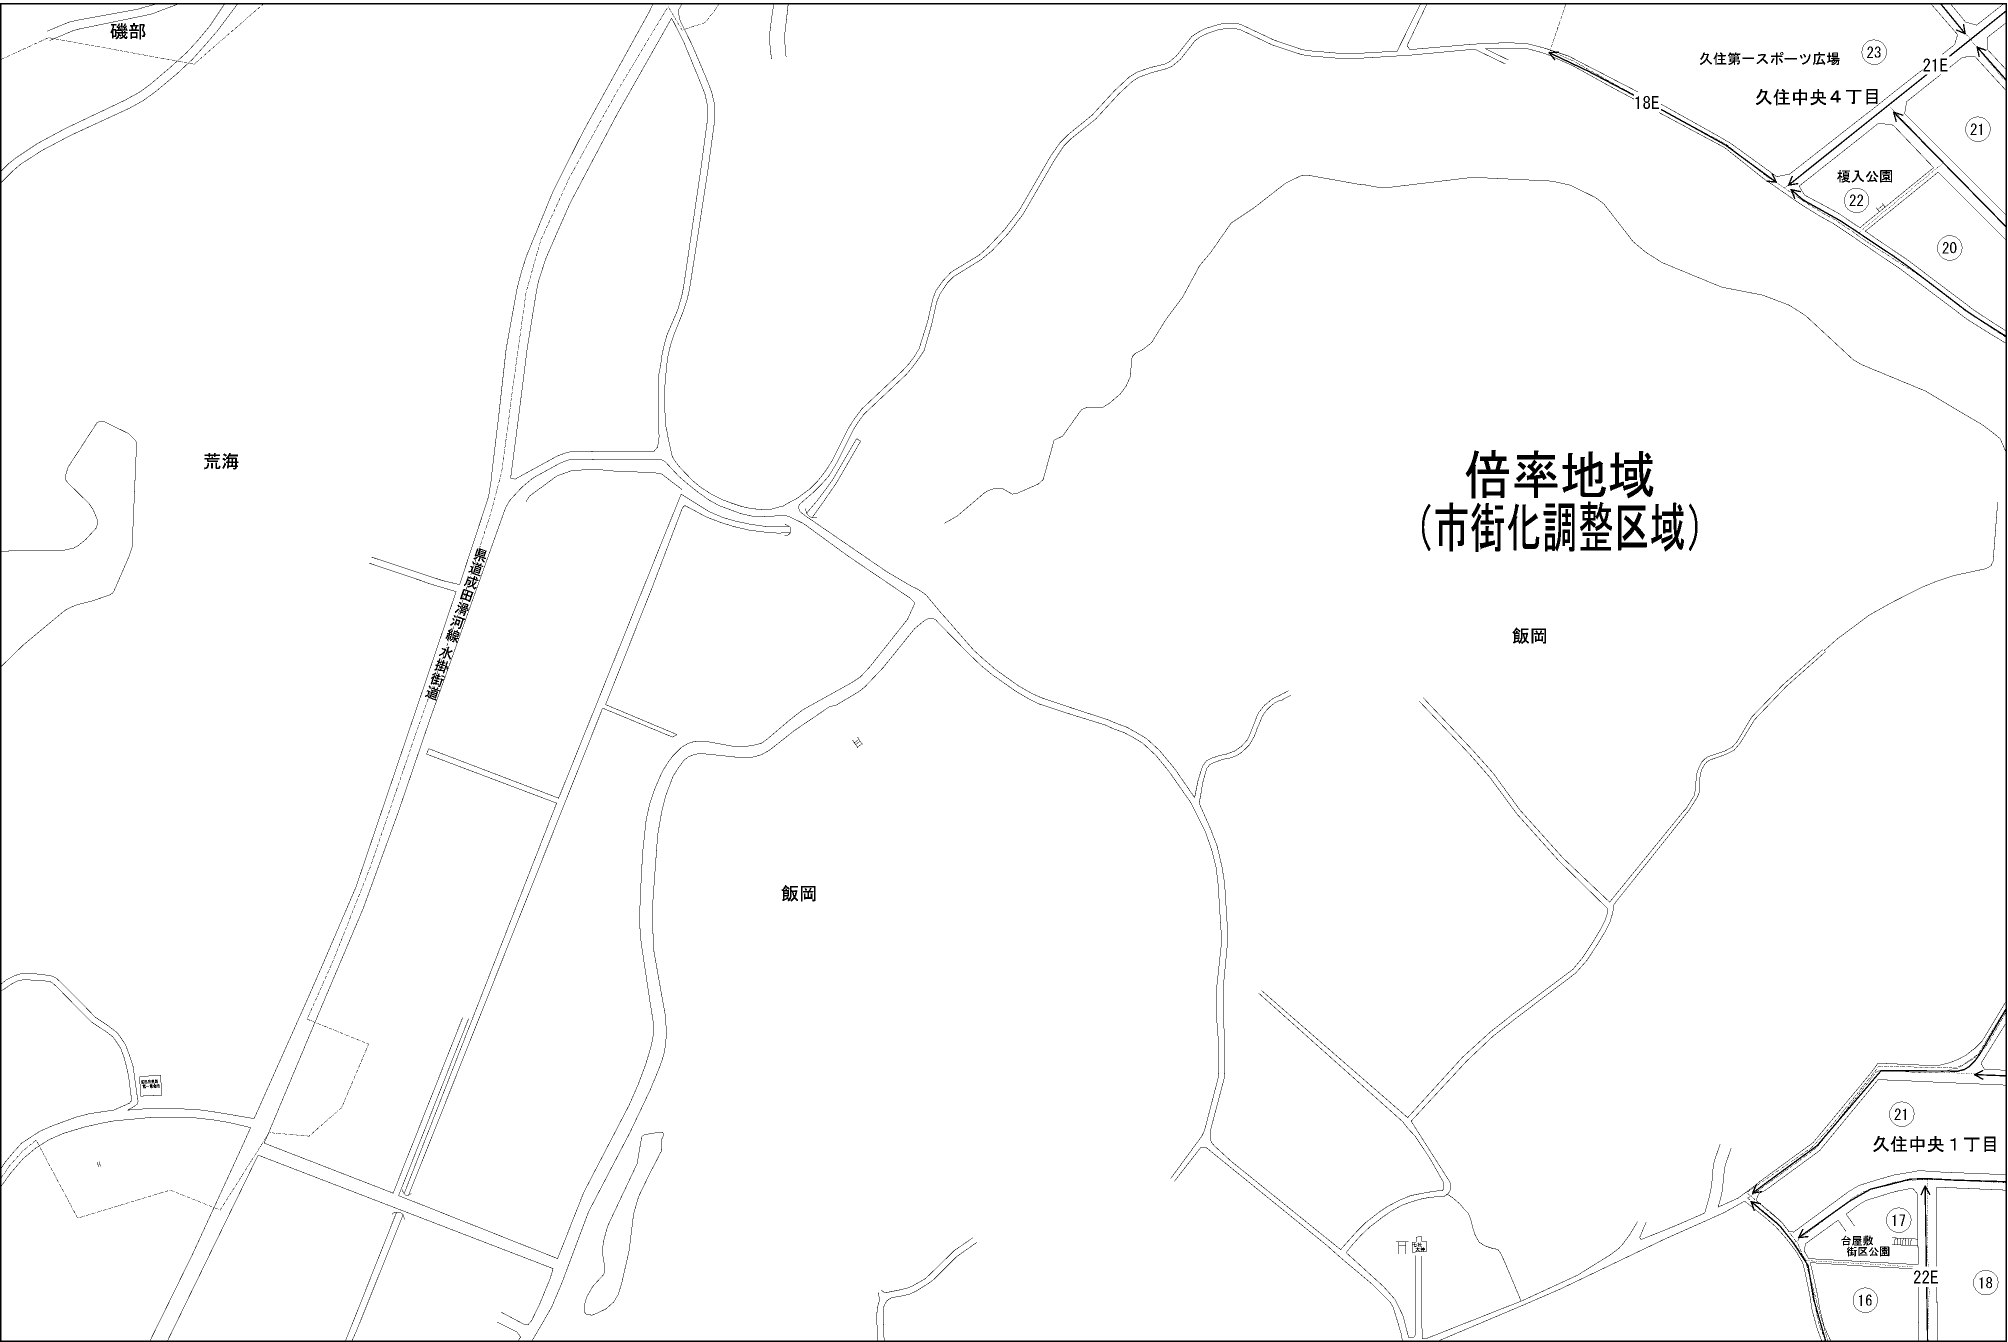 磯部
久住第一スポーツ広場
23
21E
久住中央4丁目
18E
21
榎入公園
22
20
荒海
倍率地域
(市街化調整区域)
県道成田滑河線 水掛街道
飯岡
飯岡
21
久住中央1丁目
17
台屋敷
街区公園
22E
18
16